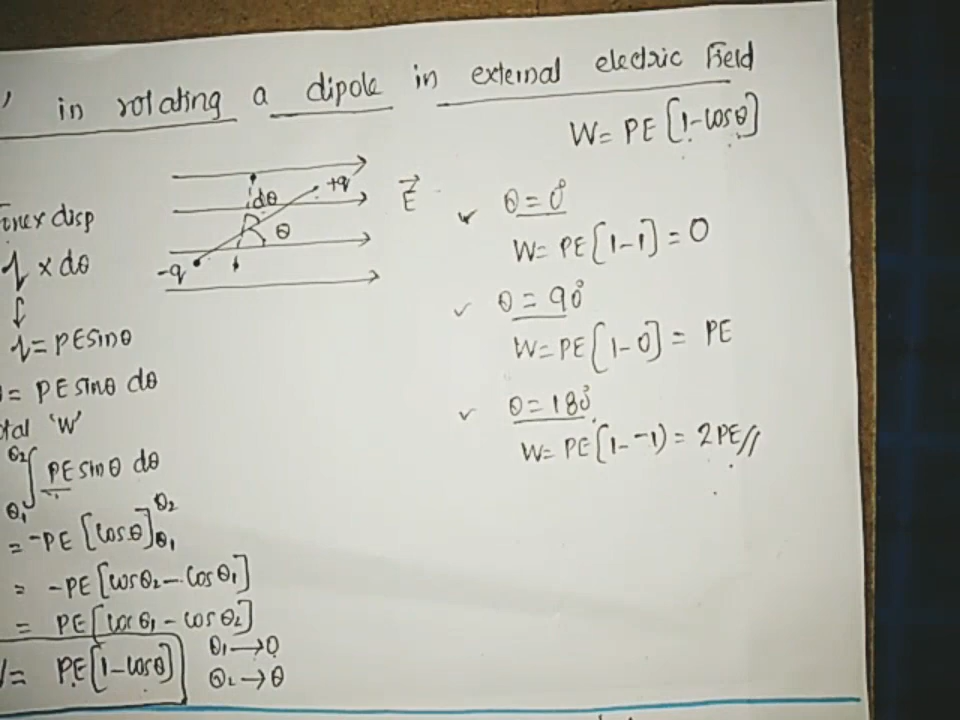 in rotating a dipole in external electric Field
W= PE [1-cosθ]
+q
dθ
E
θ
-q
disp
x dθ
= PE sinθ
= PE sinθ dθ
'W'
θ2 ∫ PE sinθ dθ
θ1
= -PE [cosθ] θ2 θ1
= -PE [cosθ2 - cosθ1]
= PE [cosθ1 - cosθ2]
= PE [1-cosθ]
θ1 → 0
θ2 → θ
✓ θ = 0°
W= PE [1-1] = 0
✓ θ = 90°
W= PE [1-0] = PE
✓ θ = 180°
W= PE [1--1) = 2PE//